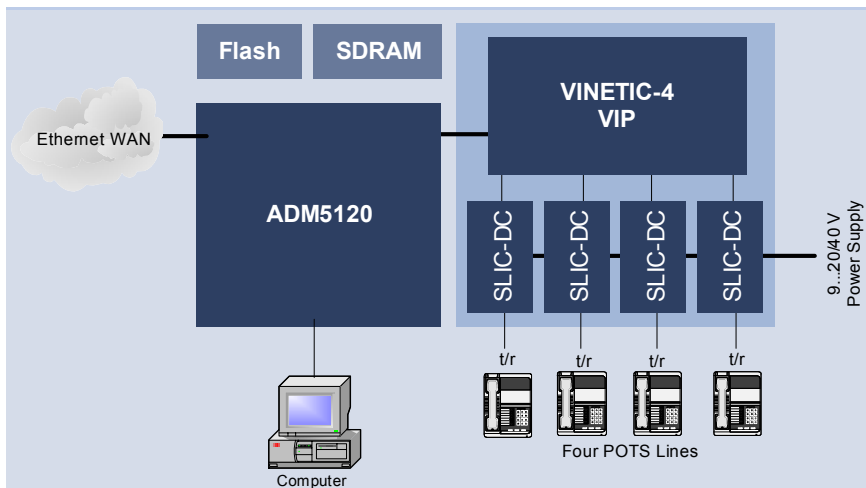 Flash
SDRAM
VINETIC-4
VIP
Ethernet WAN
ADM5120
SLIC-DC
SLIC-DC
SLIC-DC
SLIC-DC
9...20/40 V
Power Supply
t/r
t/r
t/r
t/r
Four POTS Lines
Computer